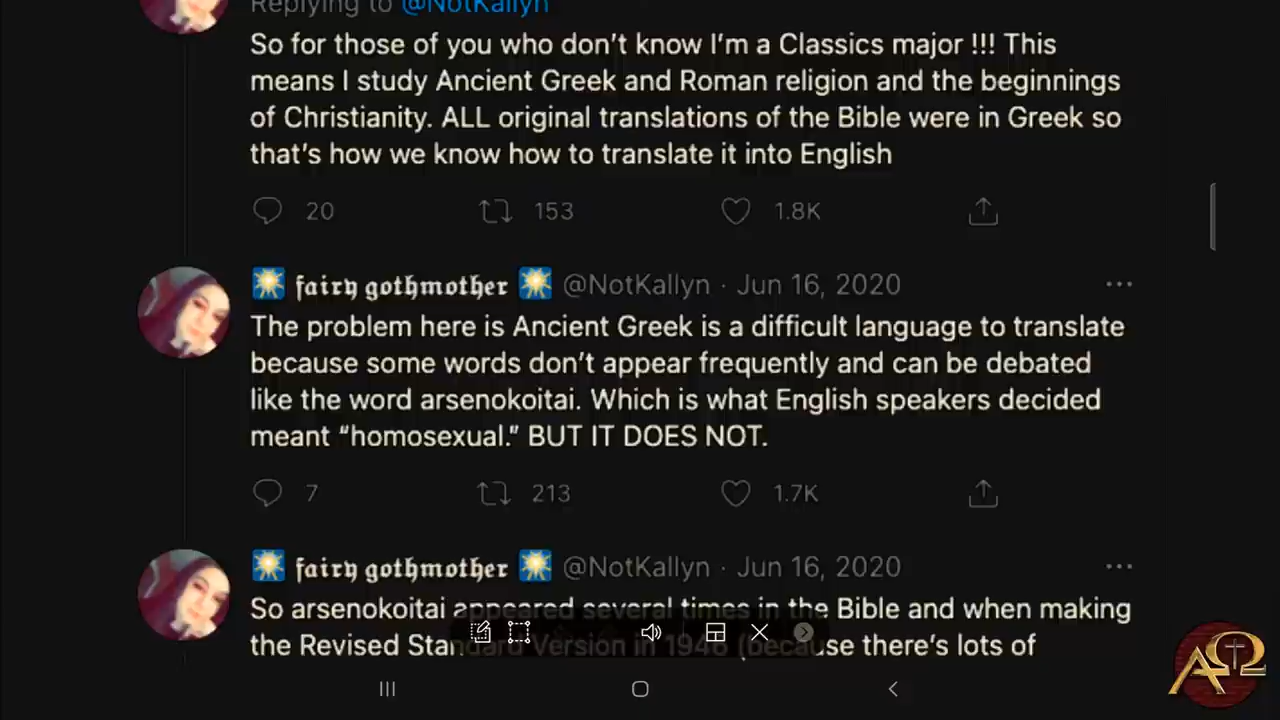 Replying to @NotKallyn
So for those of you who don't know I'm a Classics major !!! This
means I study Ancient Greek and Roman religion and the beginnings
of Christianity. ALL original translations of the Bible were in Greek so
that's how we know how to translate it into English
20 153 1.8K
fairy gothmother @NotKallyn · Jun 16, 2020
The problem here is Ancient Greek is a difficult language to translate
because some words don't appear frequently and can be debated
like the word arsenokoitai. Which is what English speakers decided
meant "homosexual." BUT IT DOES NOT.
7 213 1.7K
fairy gothmother @NotKallyn · Jun 16, 2020
So arsenokoitai appeared several times in the Bible and when making
the Revised Standard Version in 1946 (because there's lots of
ΑΩ